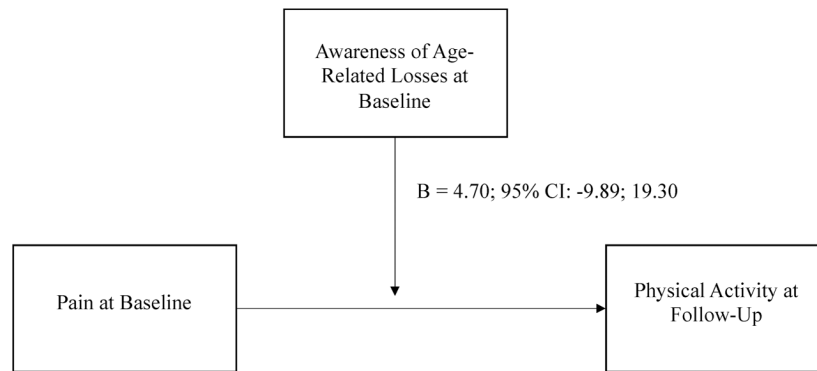 Awareness of Age-
Related Losses at
Baseline
B = 4.70; 95% CI: -9.89; 19.30
Pain at Baseline
Physical Activity at
Follow-Up